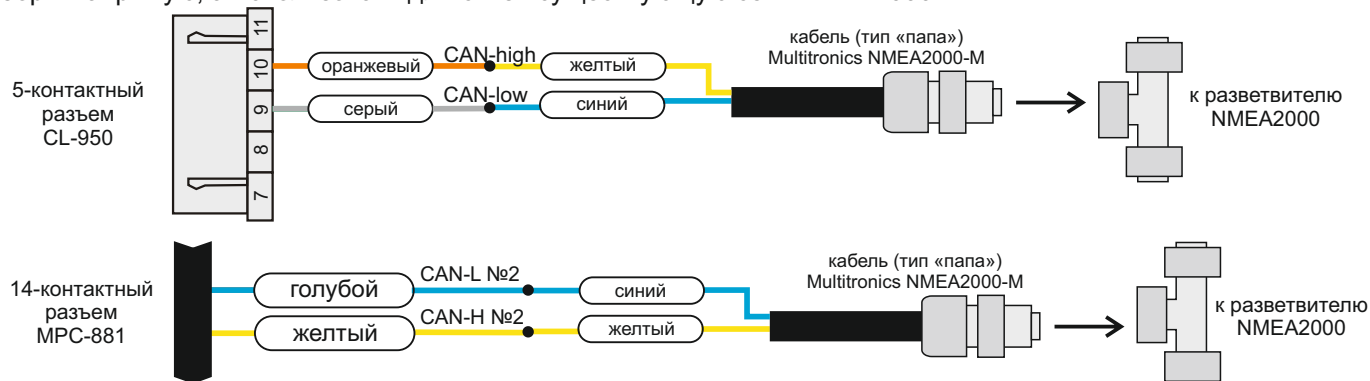 11
10
9
8
7
5-контактный
разъем
CL-950
оранжевый
CAN-high
желтый
серый
CAN-low
синий
кабель (тип «папа»)
Multitronics NMEA2000-M
к разветвителю
NMEA2000
14-контактный
разъем
MPC-881
голубой
CAN-L №2
синий
желтый
CAN-H №2
желтый
кабель (тип «папа»)
Multitronics NMEA2000-M
к разветвителю
NMEA2000